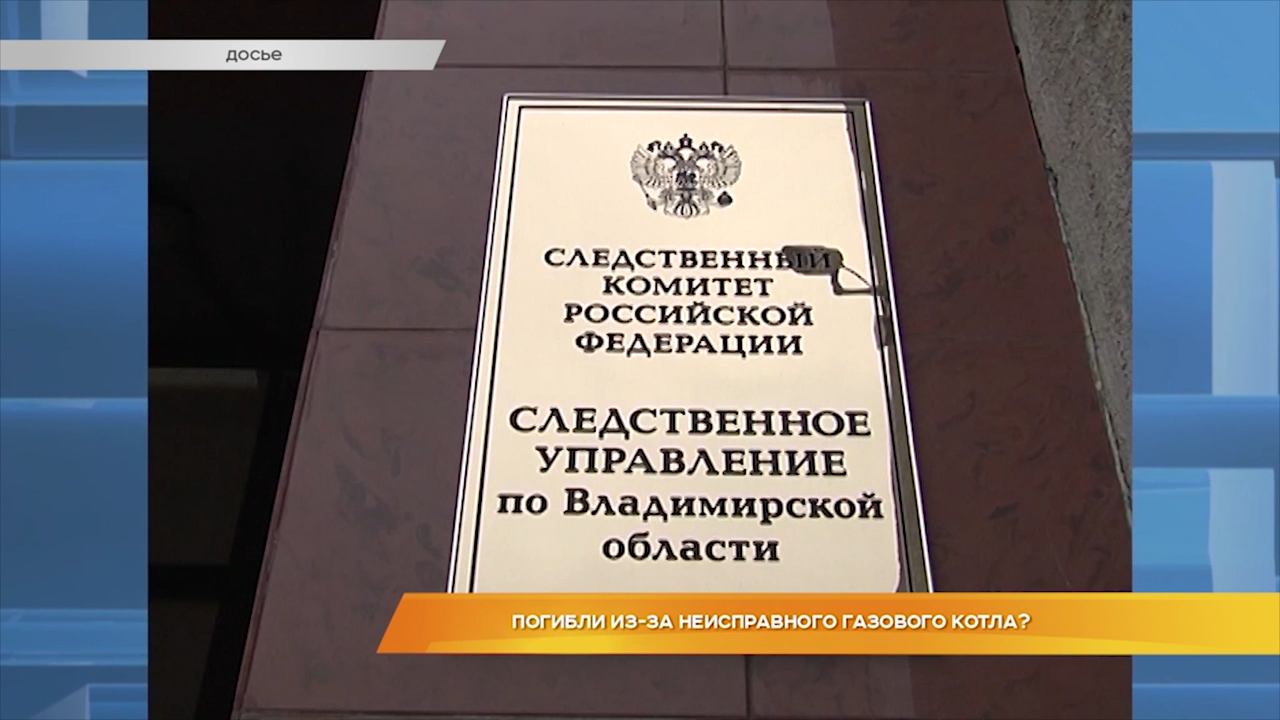 ДОСЬЕ
СЛЕДСТВЕННЫЙ
КОМИТЕТ
РОССИЙСКОЙ
ФЕДЕРАЦИИ
СЛЕДСТВЕННОЕ
УПРАВЛЕНИЕ
по Владимирской
области
ПОГИБЛИ ИЗ-ЗА НЕИСПРАВНОГО ГАЗОВОГО КОТЛА?